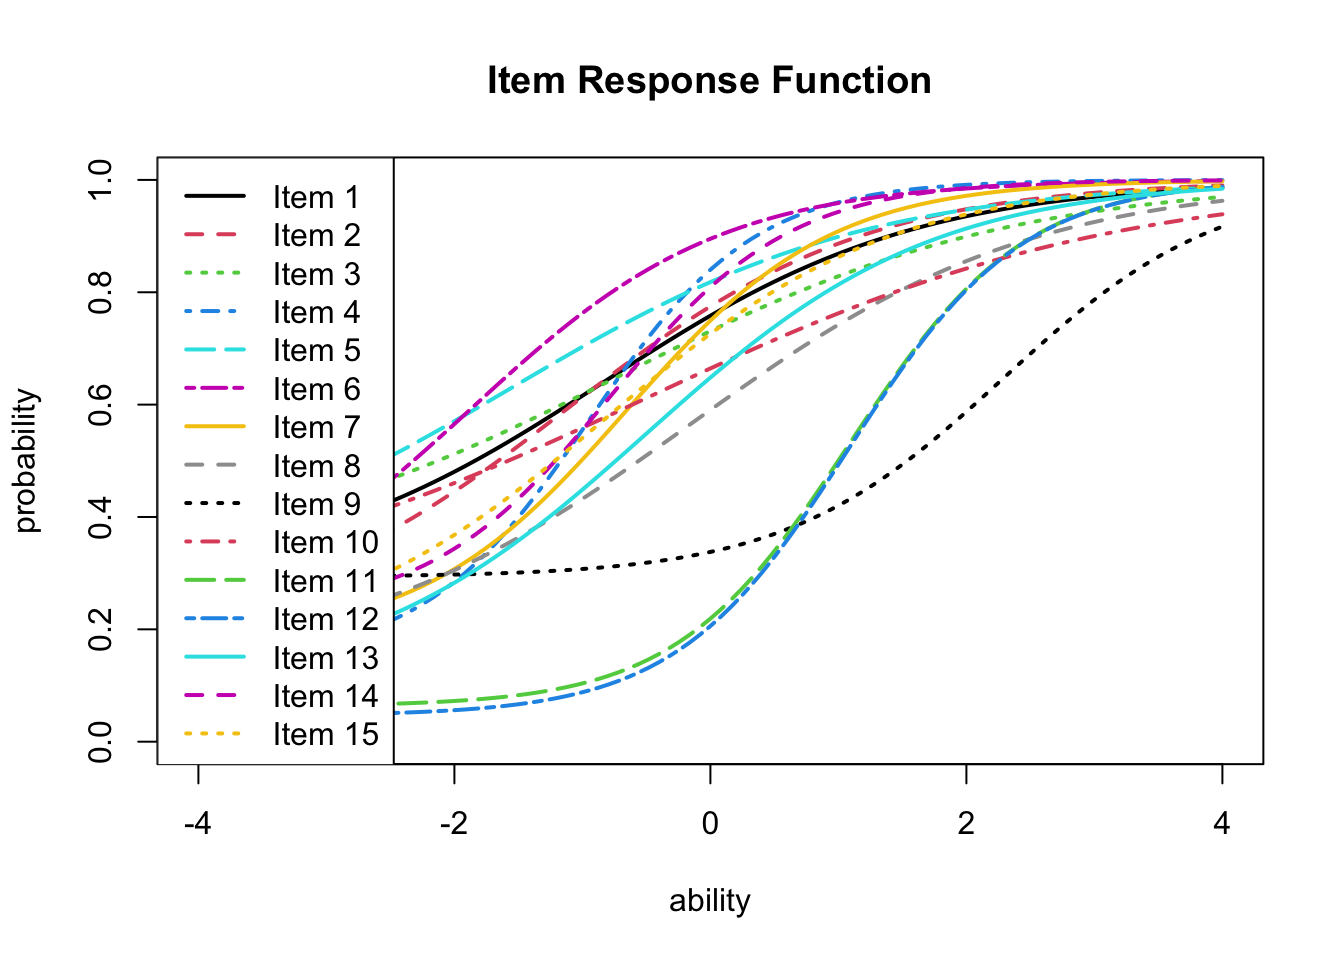 Item Response Function
1.0
0.8
0.6
0.4
0.2
0.0
probability
Item 1
Item 2
Item 3
Item 4
Item 5
Item 6
Item 7
Item 8
Item 9
Item 10
Item 11
Item 12
Item 13
Item 14
Item 15
-4 -2 0 2 4
ability